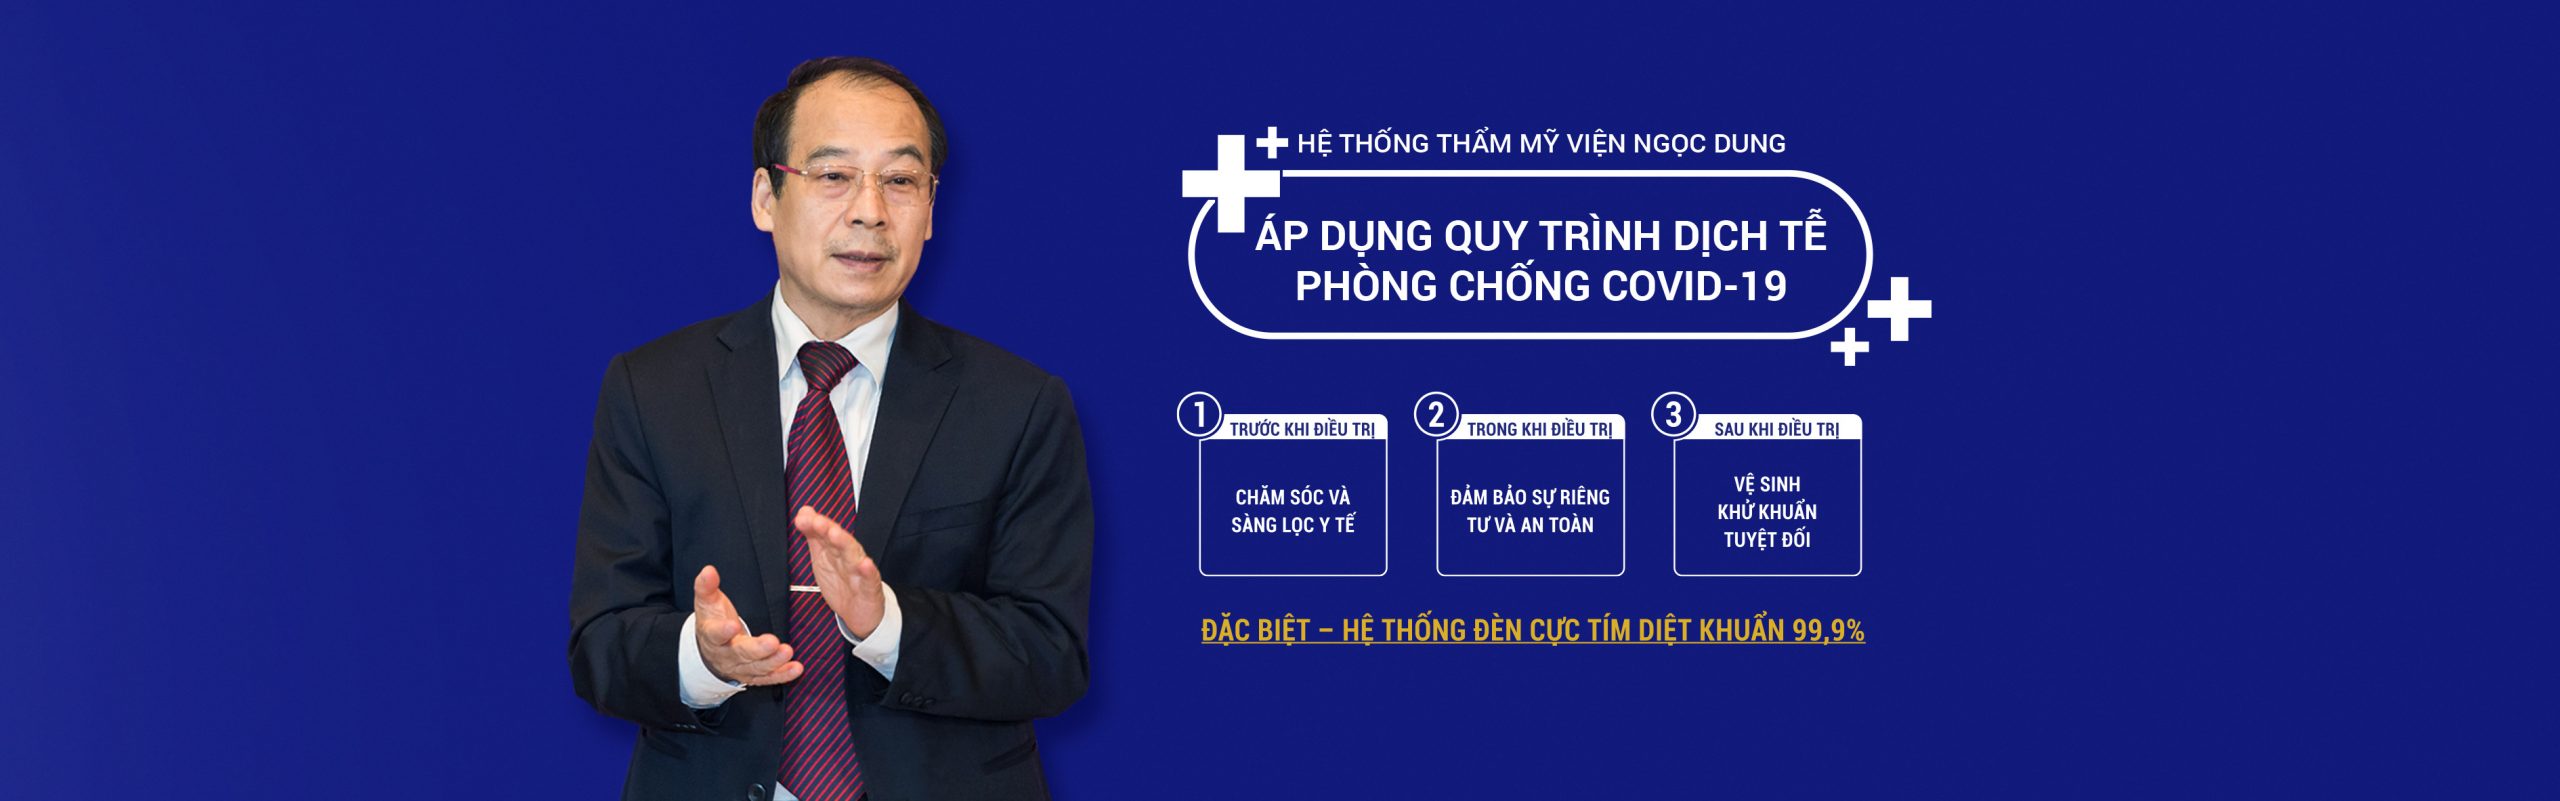 HỆ THỐNG THẨM MỸ VIỆN NGỌC DUNG
ÁP DỤNG QUY TRÌNH DỊCH TỄ
PHÒNG CHỐNG COVID-19
1
TRƯỚC KHI ĐIỀU TRỊ
CHĂM SÓC VÀ
SÀNG LỌC Y TẾ
2
TRONG KHI ĐIỀU TRỊ
ĐẢM BẢO SỰ RIÊNG
TƯ VÀ AN TOÀN
3
SAU KHI ĐIỀU TRỊ
VỆ SINH
KHỬ KHUẨN
TUYỆT ĐỐI
ĐẶC BIỆT – HỆ THỐNG ĐÈN CỰC TÍM DIỆT KHUẨN 99,9%